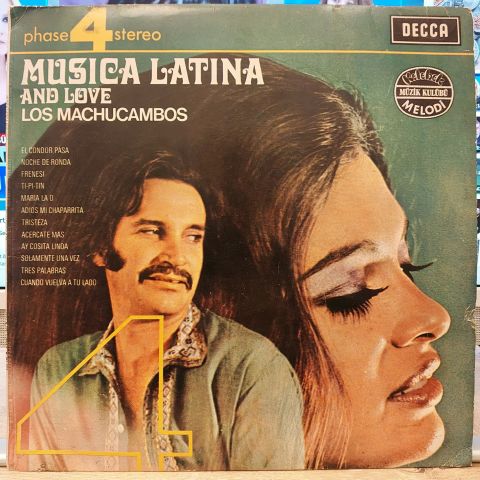 phase 4 stereo
DECCA
MUSICA LATINA
AND LOVE
LOS MACHUCAMBOS
Kelebek
MÜZİK KULÜBÜ
MELODİ
EL CONDOR PASA
NOCHE DE RONDA
FRENESI
TI-PI-TIN
MARIA LA O
ADIOS MI CHAPARRITA
TRISTEZA
ACERCATE MAS
AY COSITA LINDA
SOLAMENTE UNA VEZ
TRES PALABRAS
CUANDO VUELVA A TU LADO
4